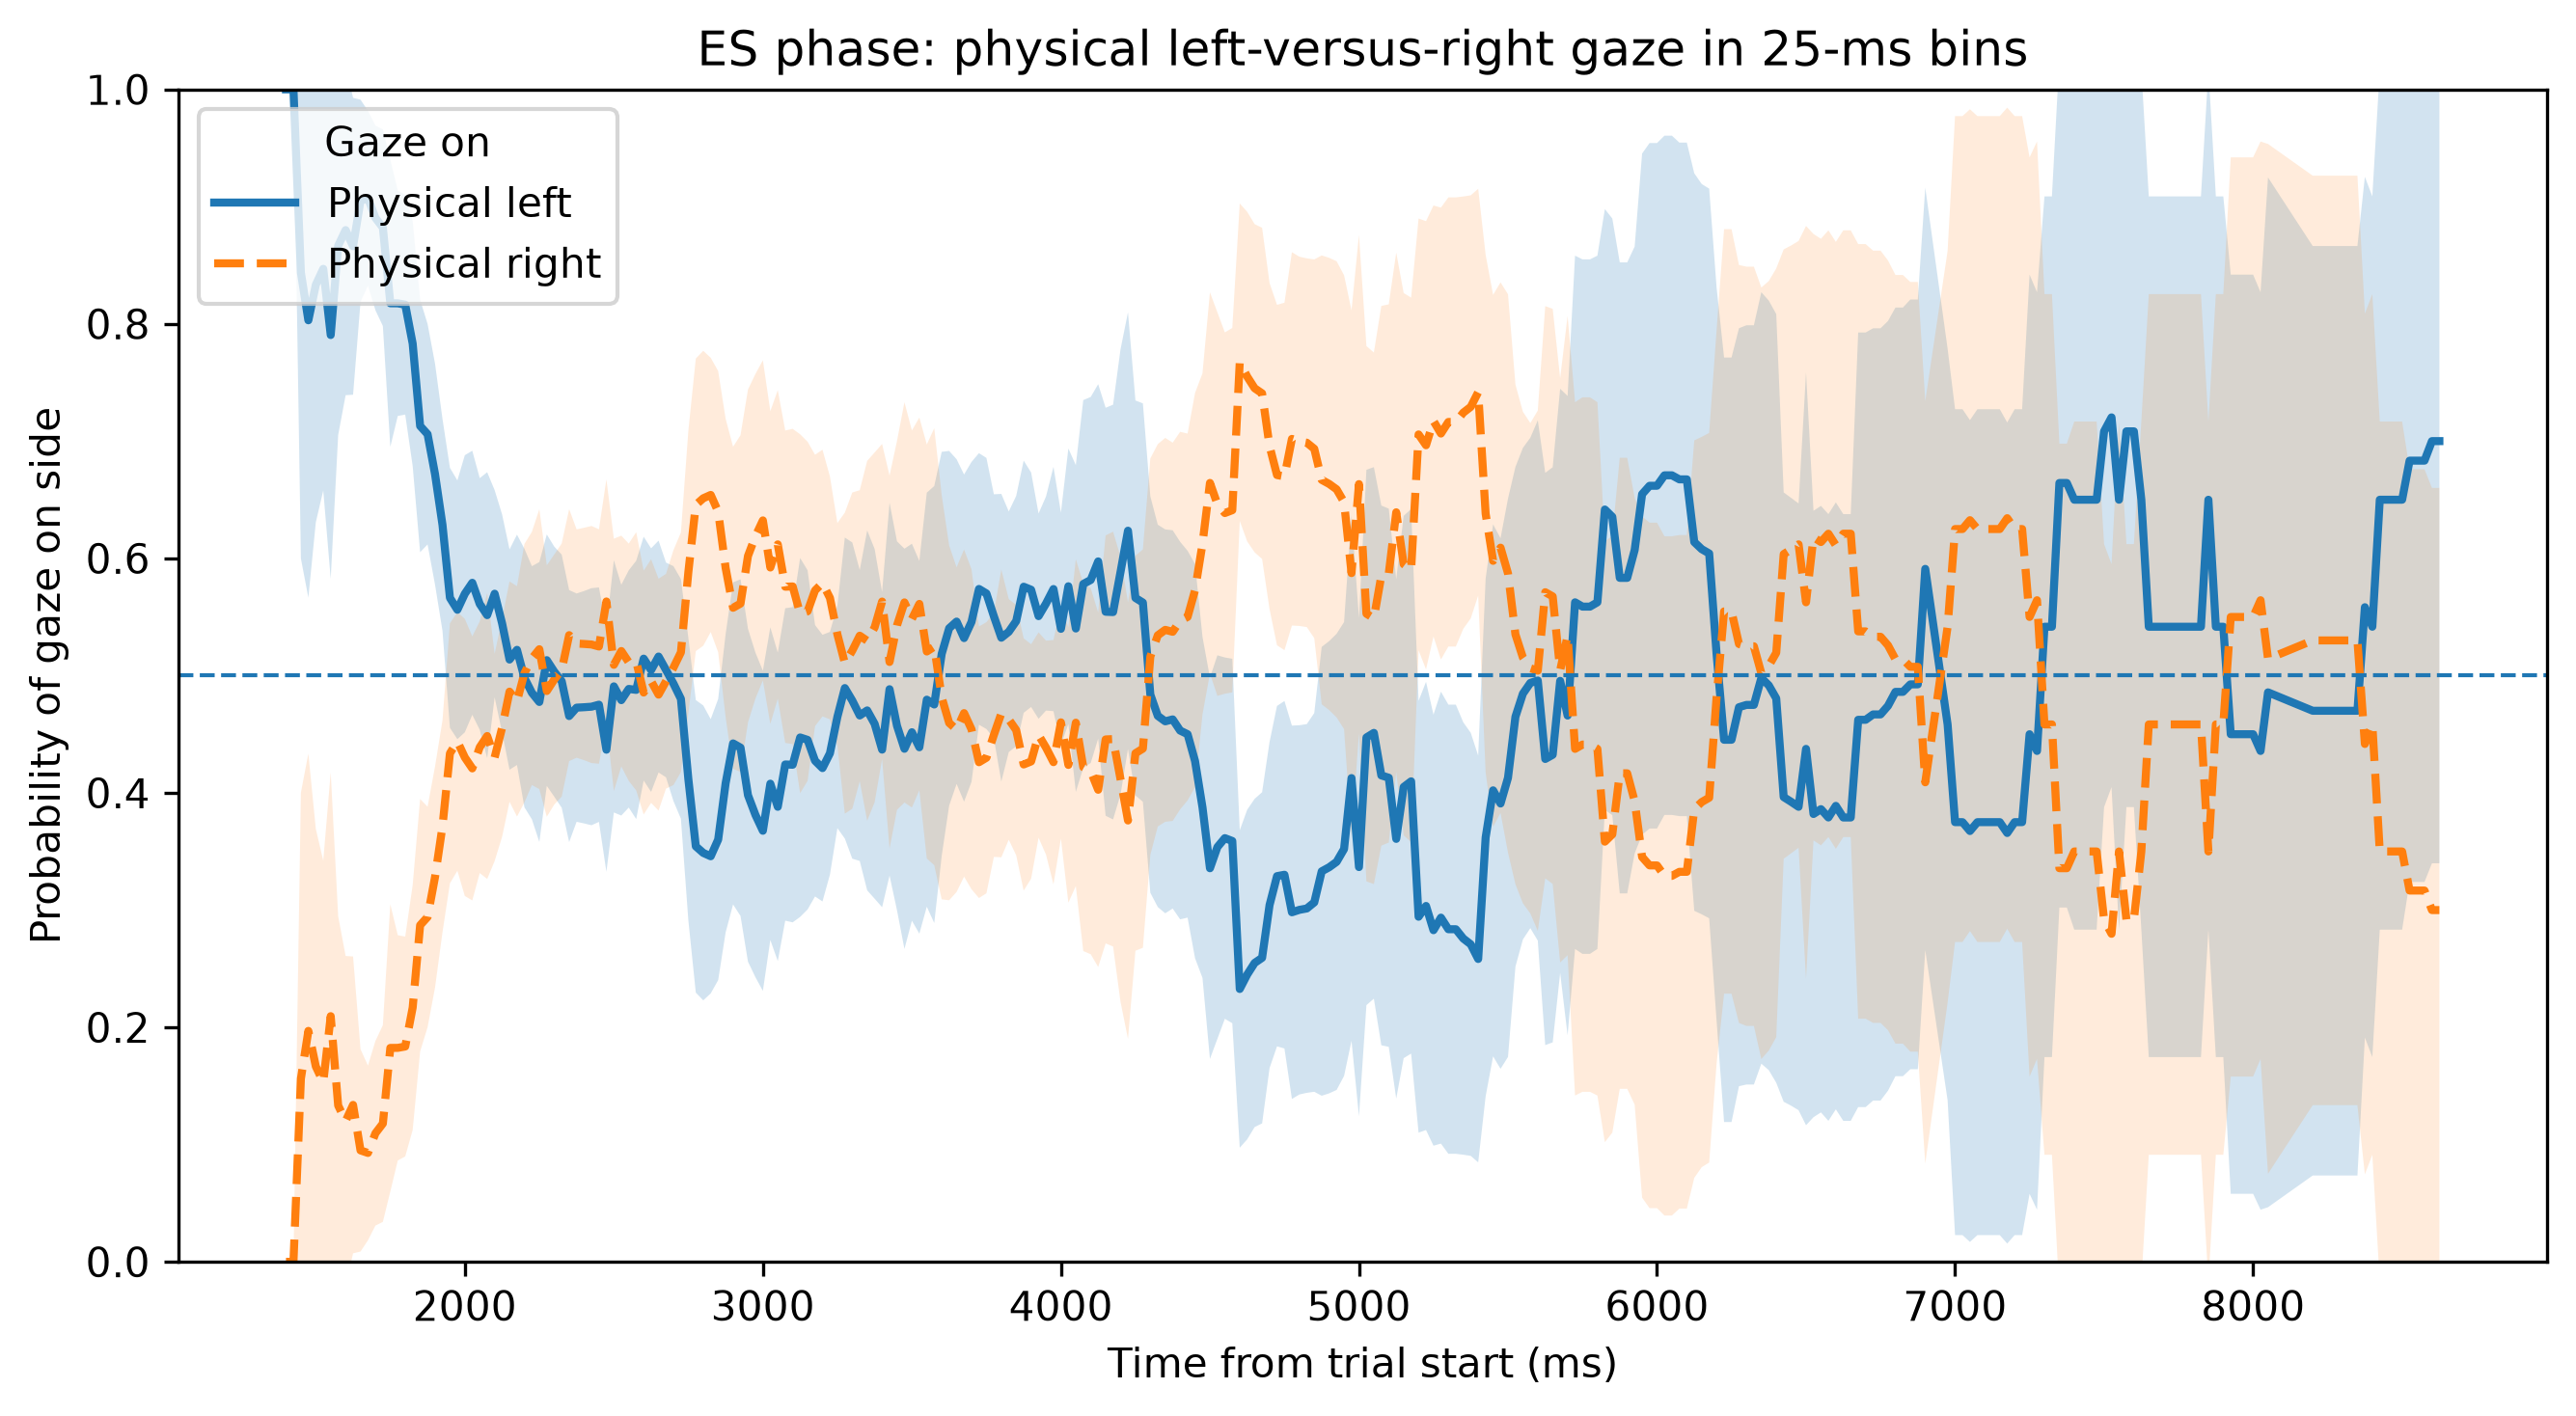 ES phase: physical left-versus-right gaze in 25-ms bins
Gaze on
Physical left
Physical right
Probability of gaze on side
1.0
0.8
0.6
0.4
0.2
0.0
2000 3000 4000 5000 6000 7000 8000
Time from trial start (ms)